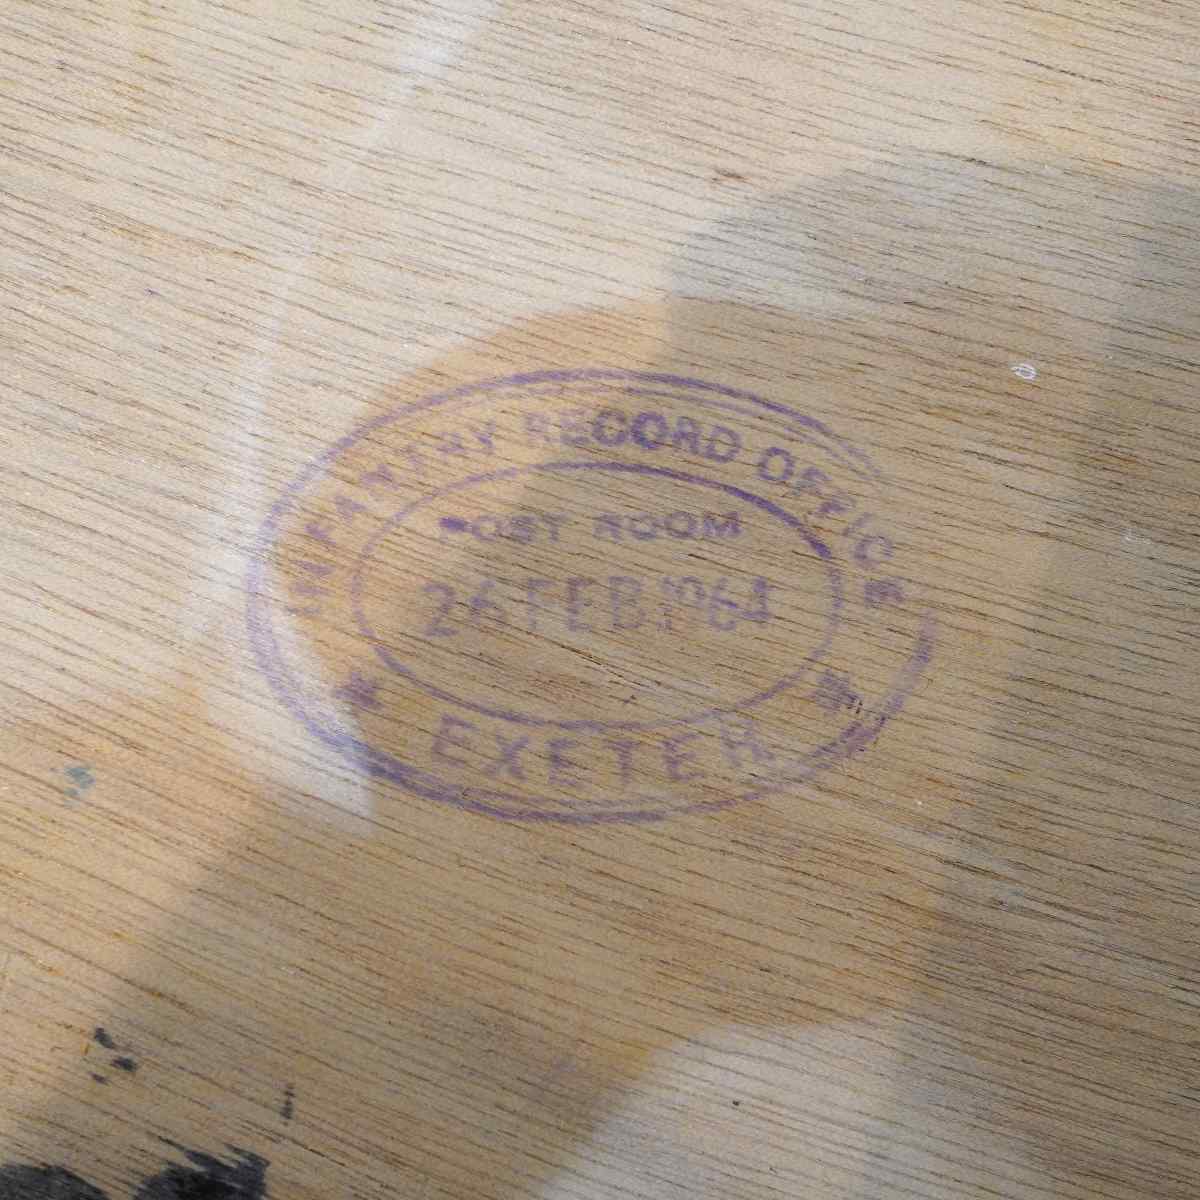 INFANTRY RECORD OFFICE
POST ROOM
26 FEB 1964
EXETER